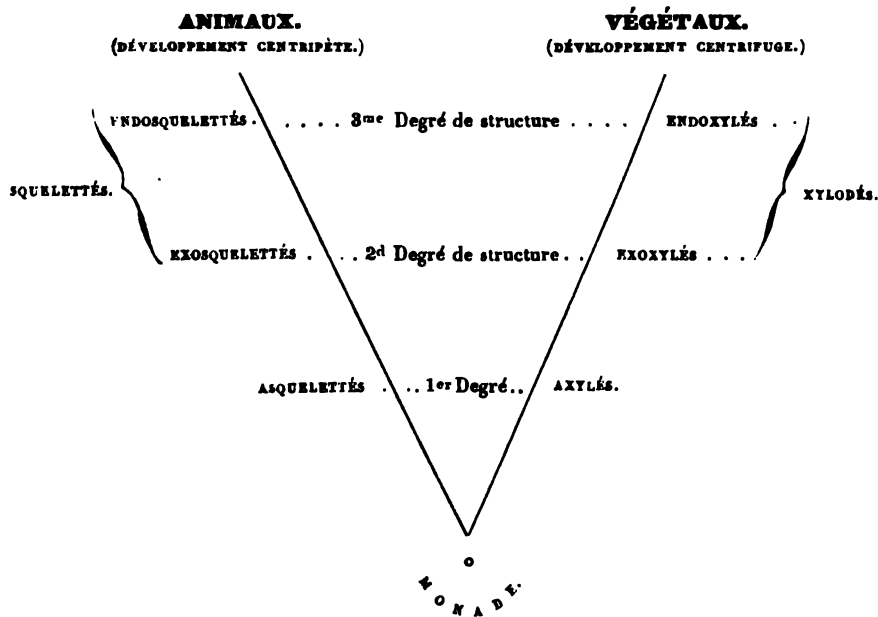 ANIMAUX. VÉGÉTAUX.
(DÉVELOPPEMENT CENTRIPÈTE.) (DÉVELOPPEMENT CENTRIFUGE.)
ENDOSQUELETTÉS. . . . . 3me Degré de structure . . . . ENDOXYLÉS . .
SQUELETTÉS. XYLODÉS.
EXOSQUELETTÉS . . . 2d Degré de structure . . EXOXYLÉS . . . .
ASQUELETTÉS . . . 1er Degré . . AXYLÉS.
O
MONADE.